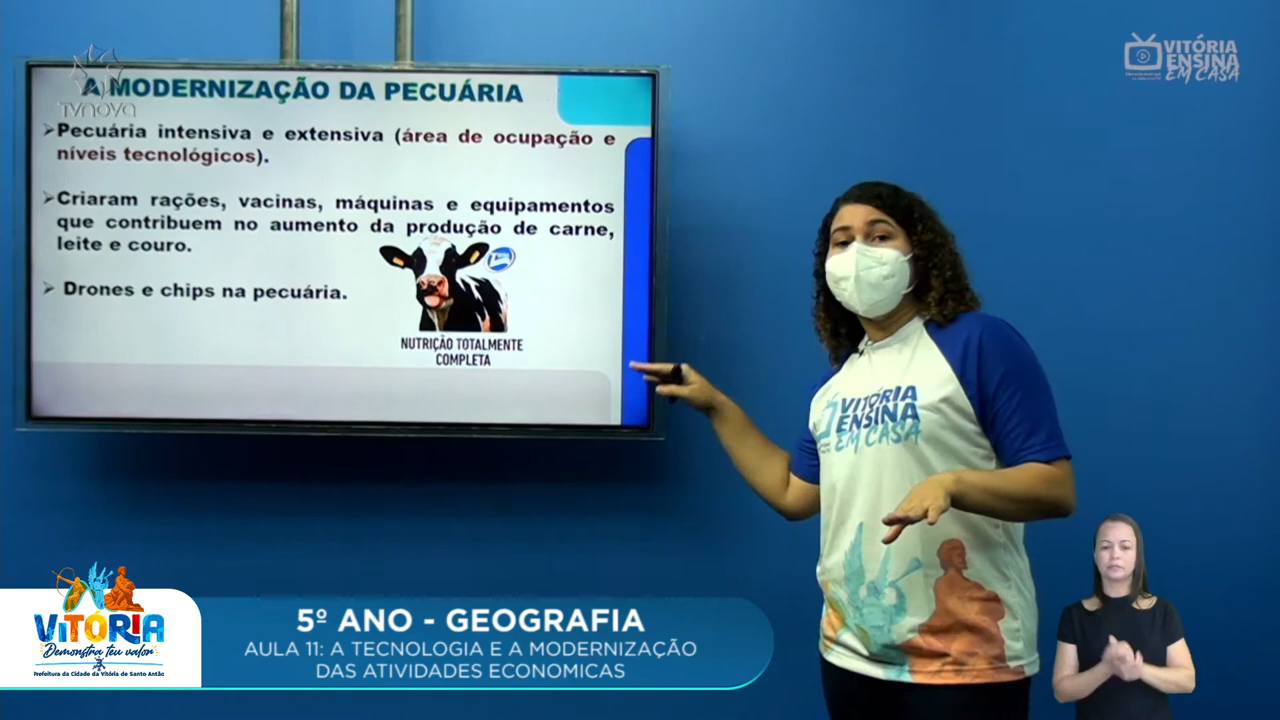 A MODERNIZAÇÃO DA PECUÁRIA
TVNOVA
➢Pecuária intensiva e extensiva (área de ocupação e
níveis tecnológicos).
➢Criaram rações, vacinas, máquinas e equipamentos
que contribuem no aumento da produção de carne,
leite e couro.
➢ Drones e chips na pecuária.
NUTRIÇÃO TOTALMENTE
COMPLETA
VITÓRIA
ENSINA
EM CASA
VITÓRIA
ENSINA
EM CASA
VITÓRIA
Demonstra teu valor
Prefeitura da Cidade da Vitória de Santo Antão
5º ANO - GEOGRAFIA
AULA 11: A TECNOLOGIA E A MODERNIZAÇÃO
DAS ATIVIDADES ECONOMICAS